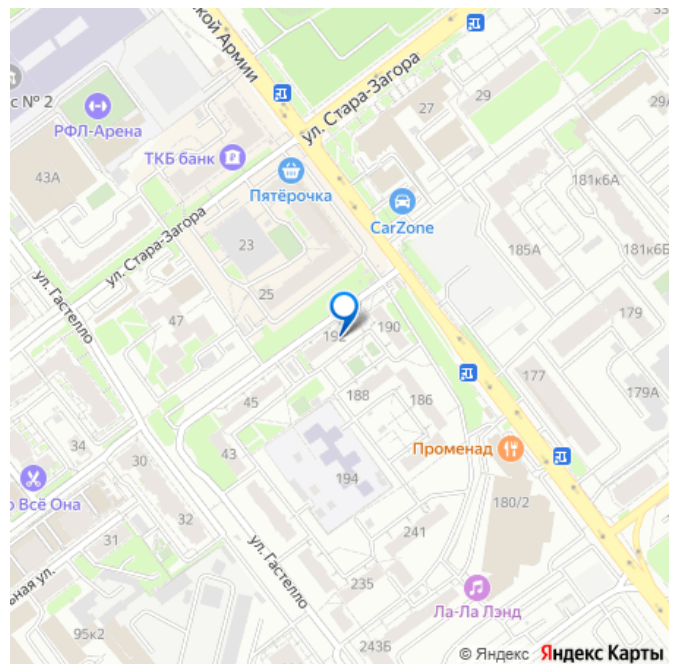 кой Армии
ул. Стара-Загора
с № 2
РФЛ-Арена
27
29
29А
ТКБ банк
43А
Пятёрочка
181к6А
CarZone
23
185А
181к6Б
ул. Стара-Загора
25
ул. Гастелло
47
192
190
179
177
188
186
179А
45
43
Променад
34
30
194
о Всё Она
180/2
32
241
31
ул. Гастелло
ьная ул.
235
Ла-Ла Лэнд
95к2
243Б
© Яндекс Яндекс Карты